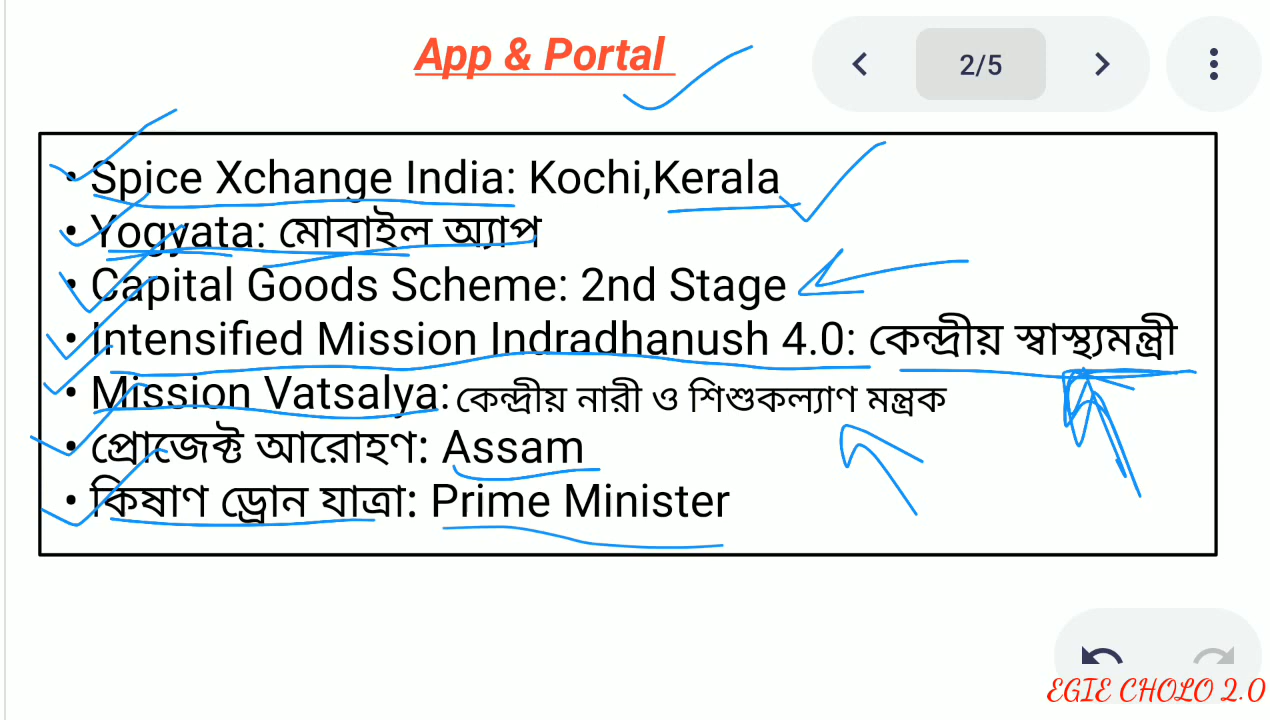 App & Portal
2/5
• Spice Xchange India: Kochi,Kerala
• Yogyata: মোবাইল অ্যাপ
• Capital Goods Scheme: 2nd Stage
• Intensified Mission Indradhanush 4.0: কেন্দ্রীয় স্বাস্থ্যমন্ত্রী
• Mission Vatsalya: কেন্দ্রীয় নারী ও শিশুকল্যাণ মন্ত্রক
• প্রোজেক্ট আরোহণ: Assam
• কিষাণ ড্রোন যাত্রা: Prime Minister
EGIE CHOLO 2.0